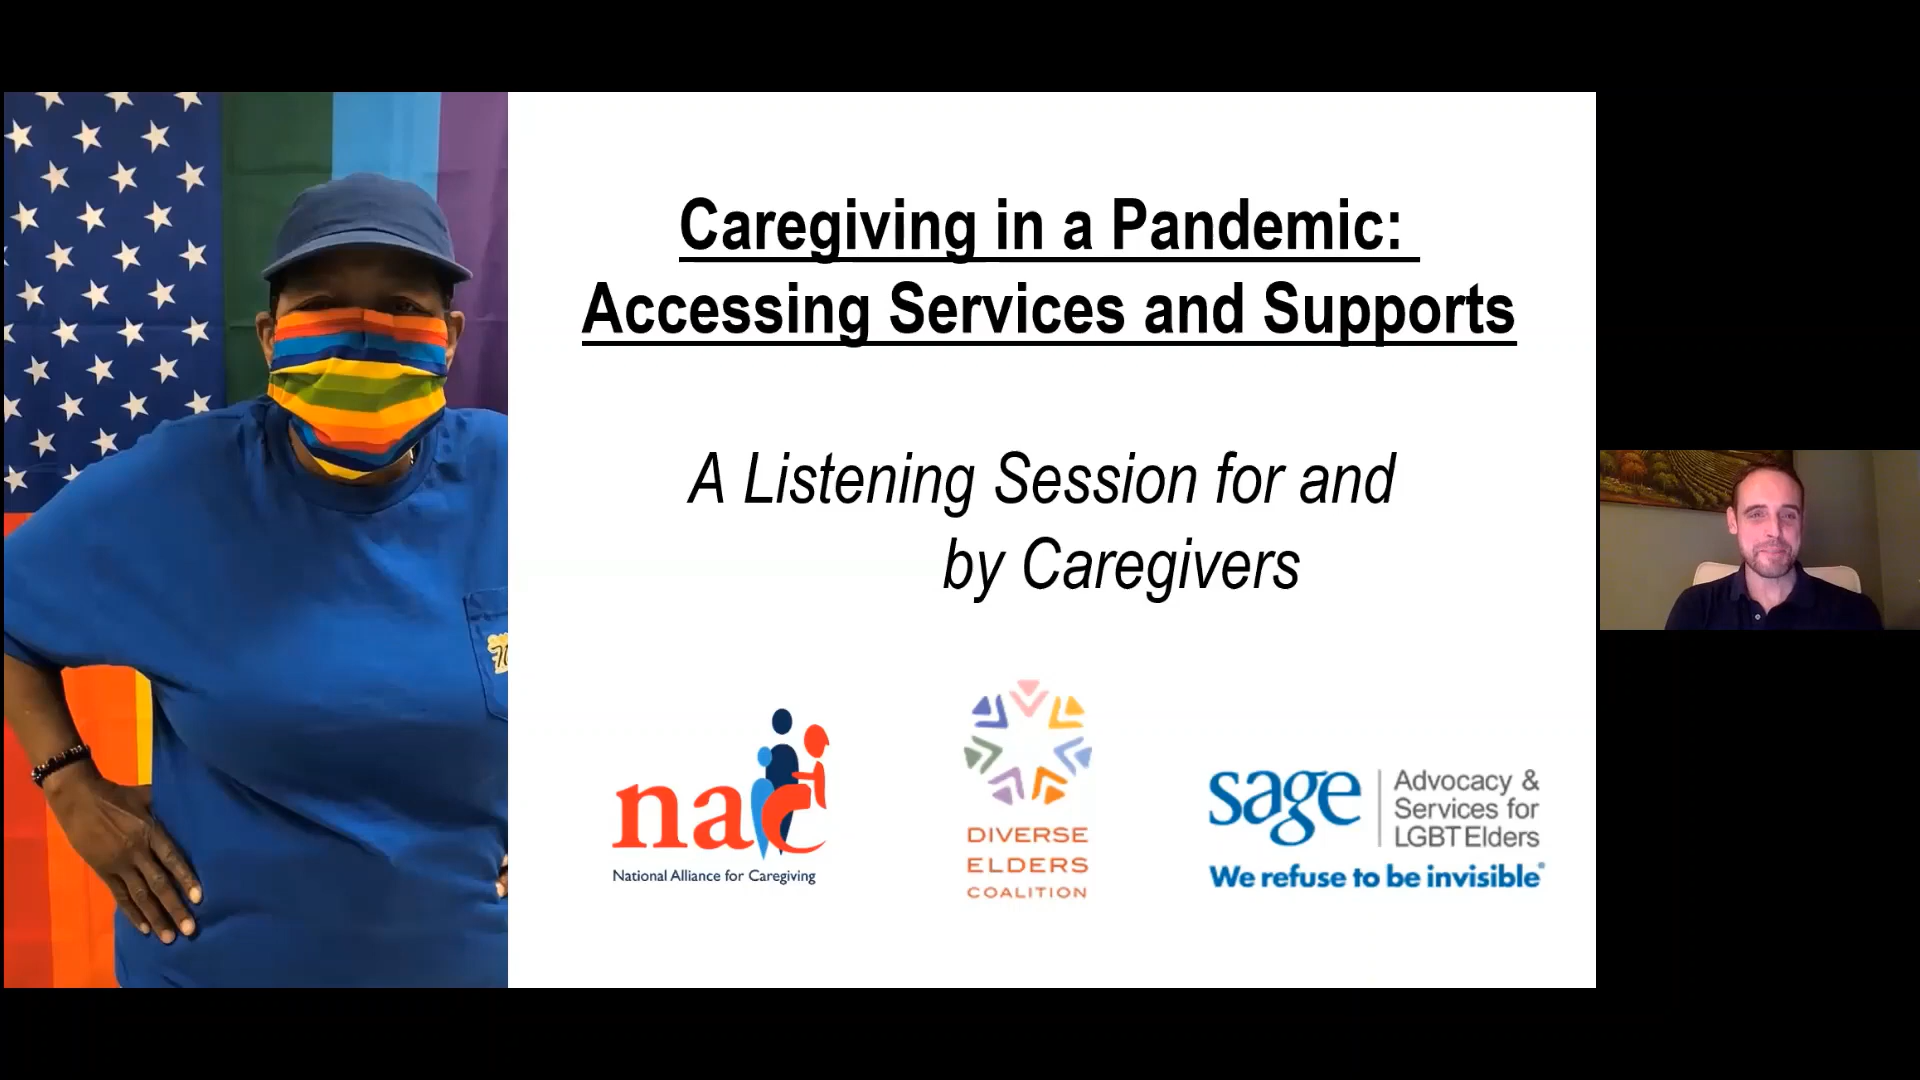 Caregiving in a Pandemic:
Accessing Services and Supports
A Listening Session for and
by Caregivers
nac
National Alliance for Caregiving
DIVERSE
ELDERS
COALITION
sage
Advocacy &
Services for
LGBT Elders
We refuse to be invisible